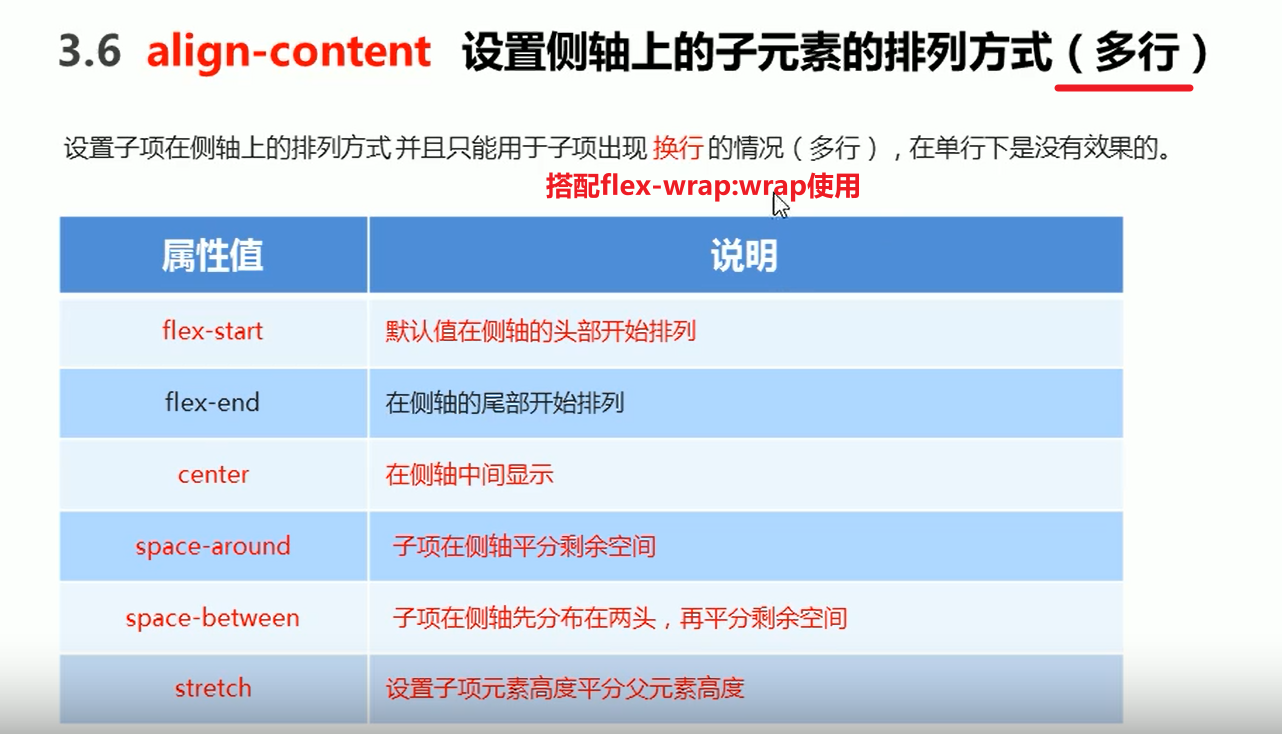 3.6 align-content 设置侧轴上的子元素的排列方式（多行）
设置子项在侧轴上的排列方式 并且只能用于子项出现 换行 的情况（多行），在单行下是没有效果的。
搭配flex-wrap:wrap使用
属性值 说明
flex-start 默认值在侧轴的头部开始排列
flex-end 在侧轴的尾部开始排列
center 在侧轴中间显示
space-around 子项在侧轴平分剩余空间
space-between 子项在侧轴先分布在两头，再平分剩余空间
stretch 设置子项元素高度平分父元素高度